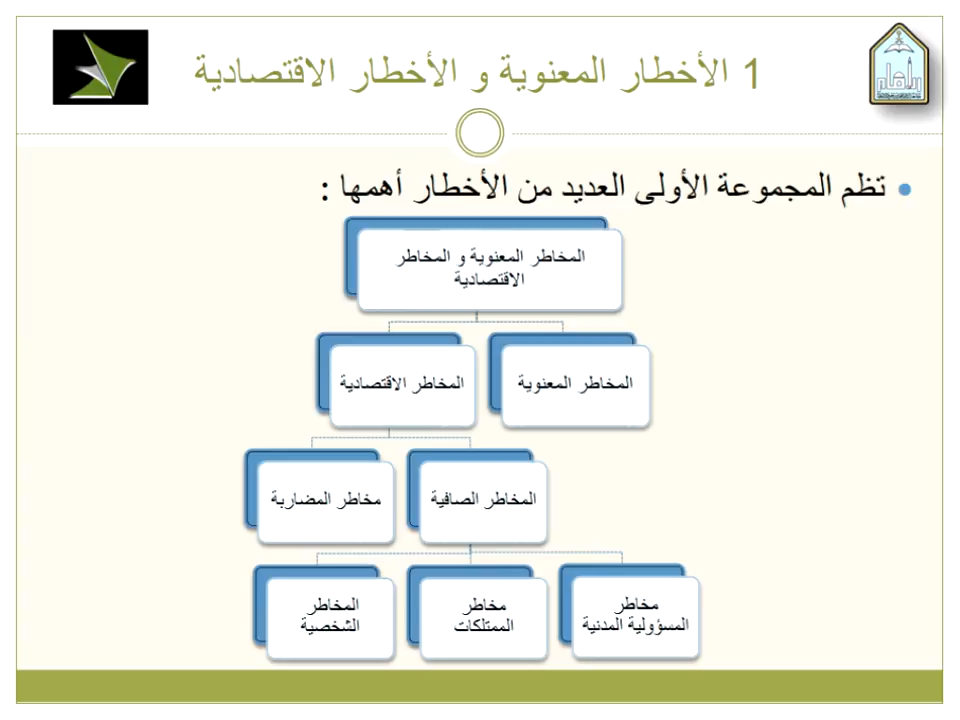 1 الأخطار المعنوية و الأخطار الاقتصادية
• تظم المجموعة الأولى العديد من الأخطار أهمها :
المخاطر المعنوية و المخاطر
الاقتصادية
المخاطر المعنوية
المخاطر الاقتصادية
المخاطر الصافية
مخاطر المضاربة
مخاطر
المسؤولية المدنية
مخاطر
الممتلكات
المخاطر
الشخصية